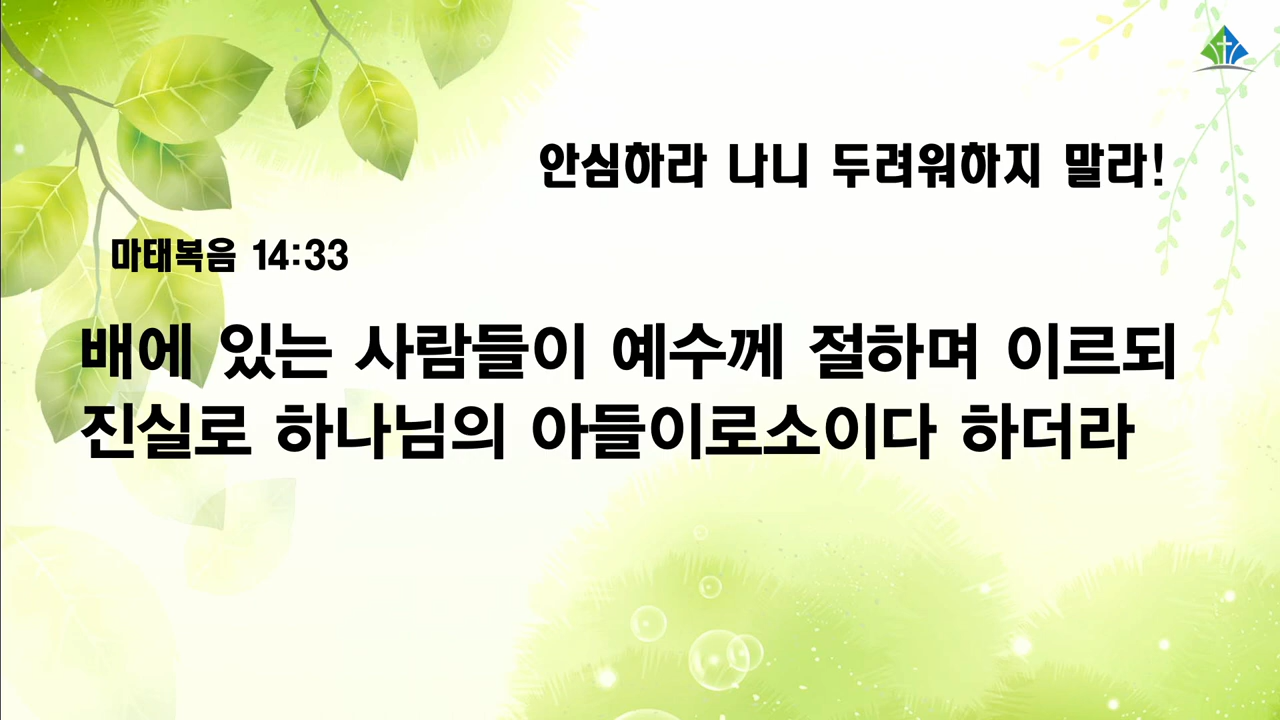 안심하라 나니 두려워하지 말라!
마태복음 14:33
배에 있는 사람들이 예수께 절하며 이르되
진실로 하나님의 아들이로소이다 하더라